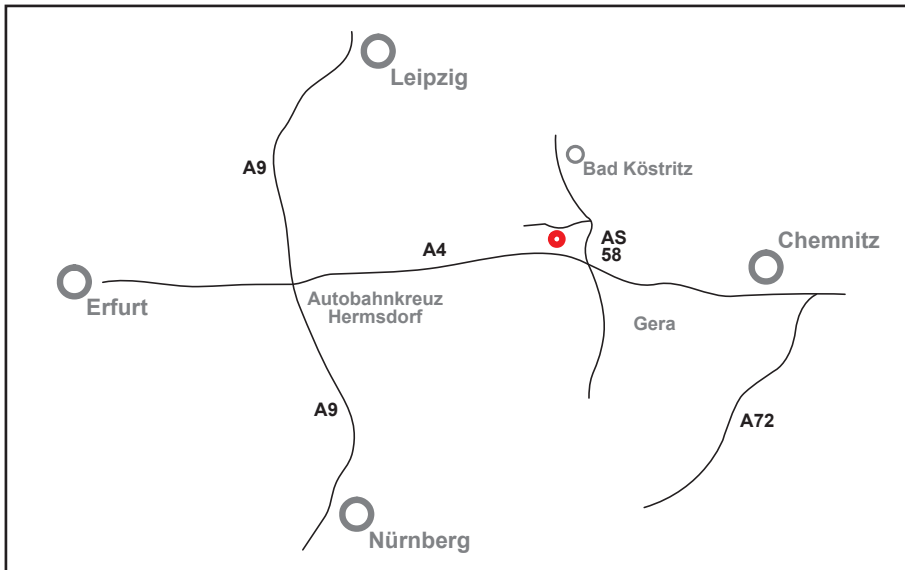 Leipzig
A9
Bad Köstritz
AS
58
A4
Chemnitz
Erfurt
Autobahnkreuz
Hermsdorf
Gera
A9
A72
Nürnberg